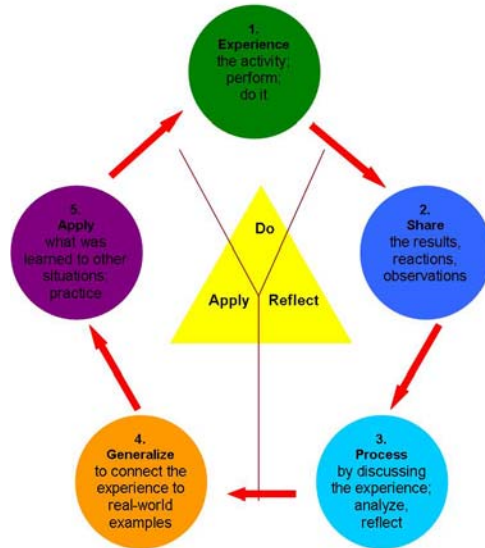 1.
Experience
the activity;
perform;
do it
2.
Share
the results,
reactions,
observations
3.
Process
by discussing
the experience;
analyze,
reflect
4.
Generalize
to connect the
experience to
real-world
examples
5.
Apply
what was
learned to other
situations;
practice
Do
Apply
Reflect